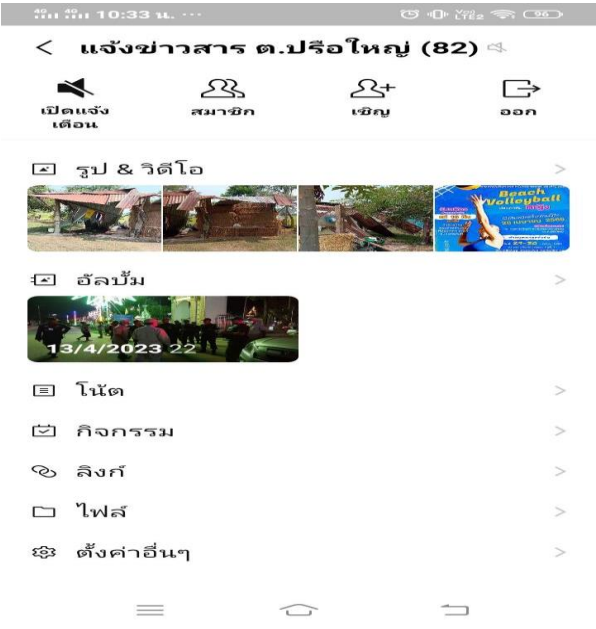 10:33 น. ...
96
แจ้งข่าวสาร ต.ปรือใหญ่ (82)
เปิดแจ้ง
เตือน
สมาชิก
เชิญ
ออก
รูป & วิดีโอ
Beach
Volleyball
อัลบั้ม
13/4/2023 22
โน้ต
กิจกรรม
ลิงก์
ไฟล์
ตั้งค่าอื่นๆ